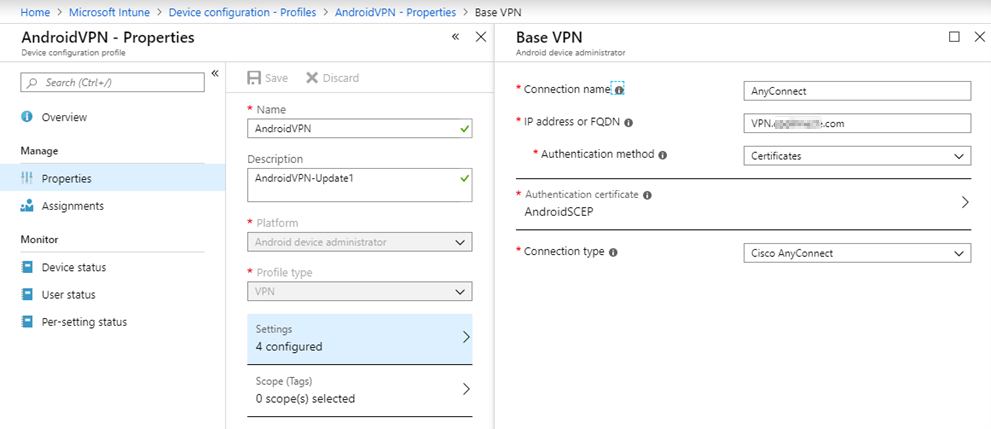 Home > Microsoft Intune > Device configuration - Profiles > AndroidVPN - Properties > Base VPN
AndroidVPN - Properties
Device configuration profile
Search (Ctrl+/)
Overview
Manage
Properties
Assignments
Monitor
Device status
User status
Per-setting status
Save
Discard
* Name
AndroidVPN
Description
AndroidVPN-Update1
* Platform
Android device administrator
* Profile type
VPN
Settings
4 configured
Scope (Tags)
0 scope(s) selected
Base VPN
Android device administrator
* Connection name
AnyConnect
* IP address or FQDN
VPN. .com
* Authentication method
Certificates
* Authentication certificate
AndroidSCEP
* Connection type
Cisco AnyConnect